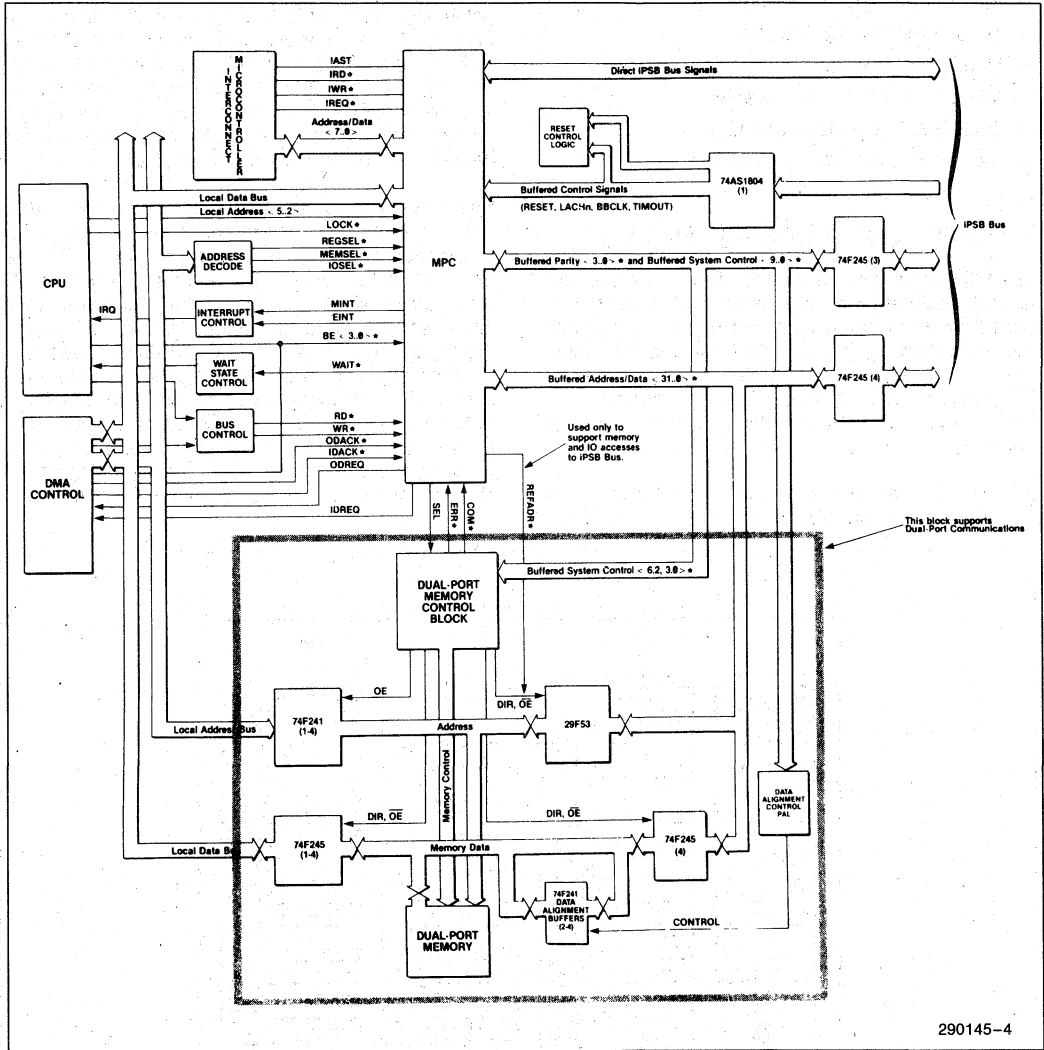 INTERCONNECT
MICROCONTROLLER
IAST
IRD*
IWR*
IREQ*
Address/Data
< 7..0 >
MPC
Direct iPSB Bus Signals
RESET
CONTROL
LOGIC
74AS1804
(1)
Buffered Control Signals
(RESET, LACHn, BBCLK, TIMOUT)
iPSB Bus
CPU
Local Data Bus
Local Address < 5..2 >
LOCK*
ADDRESS
DECODE
REGSEL*
MEMSEL*
IOSEL*
Buffered Parity < 3..0 > * and Buffered System Control < 9..0 > *
74F245 (3)
IRQ
INTERRUPT
CONTROL
MINT
EINT
BE < 3..0 > *
WAIT
STATE
CONTROL
WAIT*
Buffered Address/Data < 31..0 > *
74F245 (4)
BUS
CONTROL
RD*
WR*
ODACK*
IDACK*
ODREQ
IDREQ
DMA
CONTROL
Used only to
support memory
and IO accesses
to iPSB Bus.
SEL
ERR*
COM*
REFADR*
This block supports
Dual-Port Communications
DUAL-PORT
MEMORY
CONTROL
BLOCK
Buffered System Control < 6.2, 3.0 > *
OE
DIR, OE
74F241
(1-4)
Local Address Bus
Address
29F53
Memory Control
DATA
ALIGNMENT
CONTROL
PAL
DIR, OE
DIR, OE
74F245
(1-4)
Local Data Bus
Memory Data
74F245
(4)
74F241
DATA
ALIGNMENT
BUFFERS
(2-4)
CONTROL
DUAL-PORT
MEMORY
290145–4